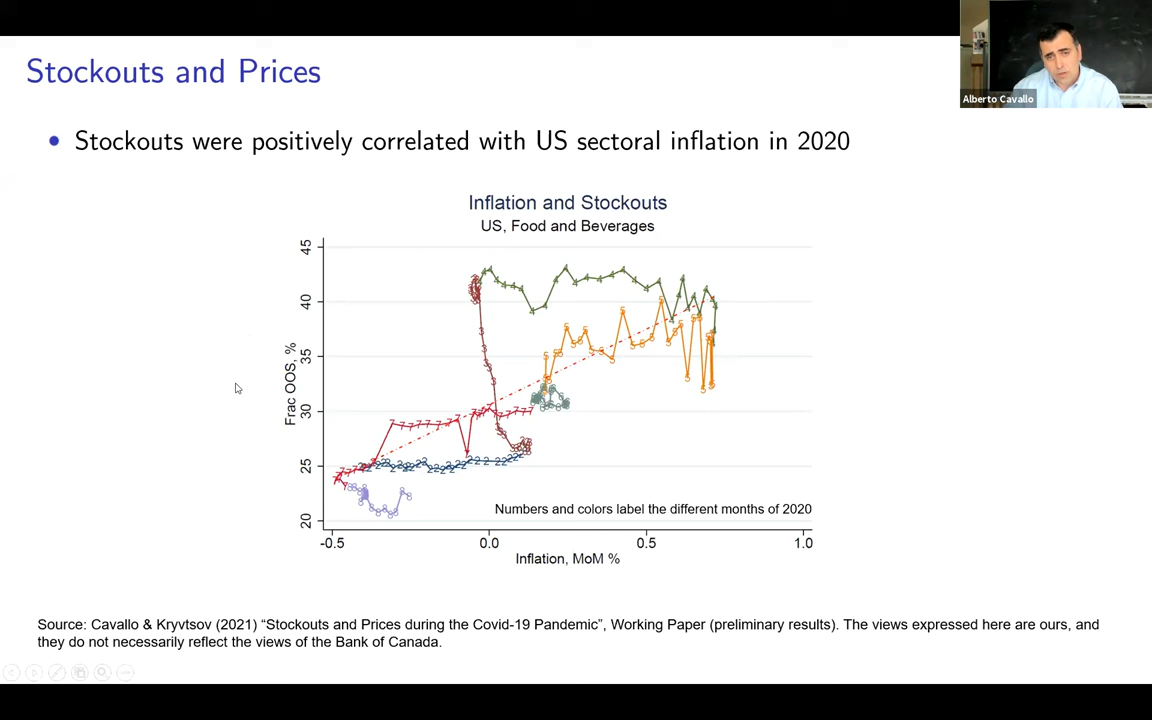 Stockouts and Prices
Alberto Cavallo
• Stockouts were positively correlated with US sectoral inflation in 2020
Inflation and Stockouts
US, Food and Beverages
Frac OOS, %
45
40
35
30
25
20
Numbers and colors label the different months of 2020
-0.5 0.0 0.5 1.0
Inflation, MoM %
Source: Cavallo & Kryvtsov (2021) “Stockouts and Prices during the Covid-19 Pandemic”, Working Paper (preliminary results). The views expressed here are ours, and
they do not necessarily reflect the views of the Bank of Canada.